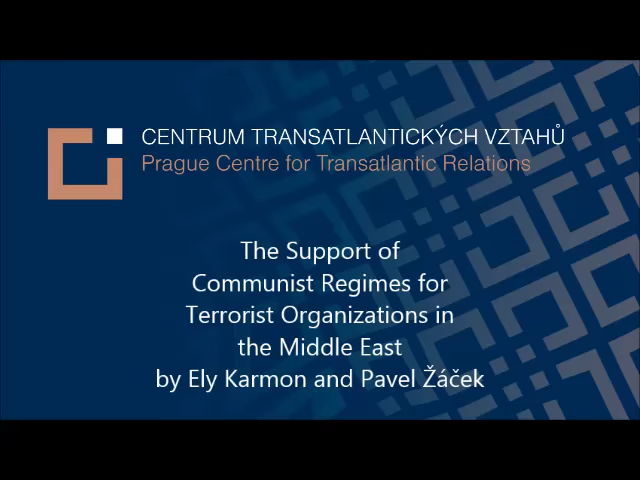 CENTRUM TRANSATLANTICKÝCH VZTAHŮ
Prague Centre for Transatlantic Relations
The Support of
Communist Regimes for
Terrorist Organizations in
the Middle East
by Ely Karmon and Pavel Žáček